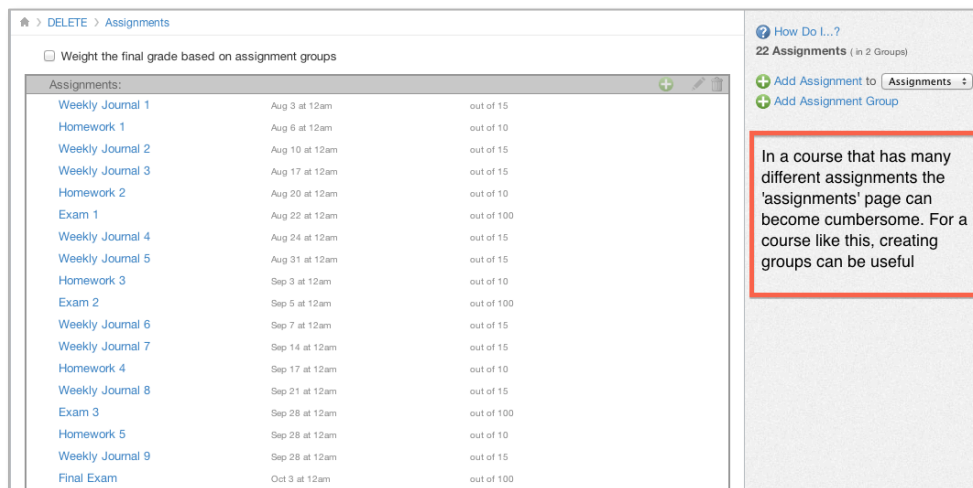 DELETE > Assignments
Weight the final grade based on assignment groups
Assignments:
Weekly Journal 1 Aug 3 at 12am out of 15
Homework 1 Aug 6 at 12am out of 10
Weekly Journal 2 Aug 10 at 12am out of 15
Weekly Journal 3 Aug 17 at 12am out of 15
Homework 2 Aug 20 at 12am out of 10
Exam 1 Aug 22 at 12am out of 100
Weekly Journal 4 Aug 24 at 12am out of 15
Weekly Journal 5 Aug 31 at 12am out of 15
Homework 3 Sep 3 at 12am out of 10
Exam 2 Sep 5 at 12am out of 100
Weekly Journal 6 Sep 7 at 12am out of 15
Weekly Journal 7 Sep 14 at 12am out of 15
Homework 4 Sep 17 at 12am out of 10
Weekly Journal 8 Sep 21 at 12am out of 15
Exam 3 Sep 28 at 12am out of 100
Homework 5 Sep 28 at 12am out of 10
Weekly Journal 9 Sep 28 at 12am out of 15
Final Exam Oct 3 at 12am out of 100
How Do I...?
22 Assignments ( in 2 Groups)
Add Assignment to Assignments
Add Assignment Group
In a course that has many
different assignments the
'assignments' page can
become cumbersome. For a
course like this, creating
groups can be useful